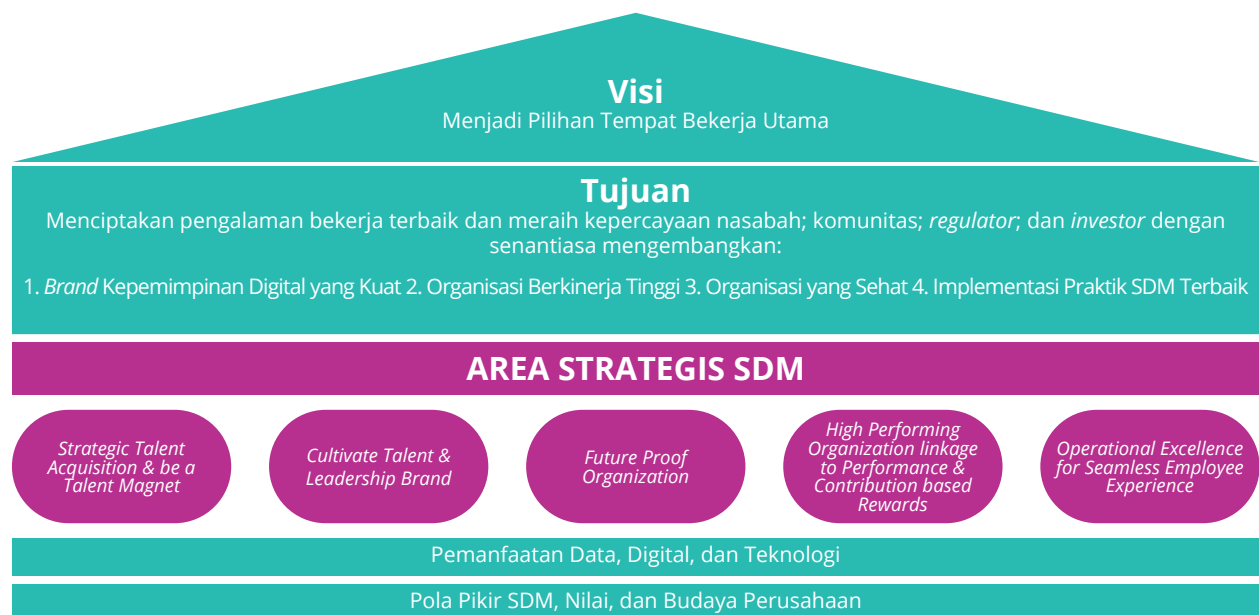 Visi
Menjadi Pilihan Tempat Bekerja Utama
Tujuan
Menciptakan pengalaman bekerja terbaik dan meraih kepercayaan nasabah; komunitas; regulator; dan investor dengan
senantiasa mengembangkan:
1. Brand Kepemimpinan Digital yang Kuat 2. Organisasi Berkinerja Tinggi 3. Organisasi yang Sehat 4. Implementasi Praktik SDM Terbaik
AREA STRATEGIS SDM
Strategic Talent
Acquisition & be a
Talent Magnet
Cultivate Talent &
Leadership Brand
Future Proof
Organization
High Performing
Organization linkage
to Performance &
Contribution based
Rewards
Operational Excellence
for Seamless Employee
Experience
Pemanfaatan Data, Digital, dan Teknologi
Pola Pikir SDM, Nilai, dan Budaya Perusahaan